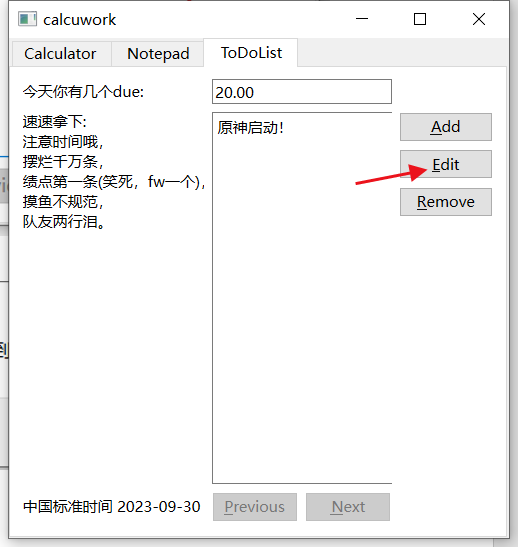 calcuwork
Calculator
Notepad
ToDoList
今天你有几个due:
20.00
速速拿下:
注意时间哦，
摆烂千万条，
绩点第一条(笑死，fw一个)，
摸鱼不规范，
队友两行泪。
原神启动！
Add
Edit
Remove
中国标准时间 2023-09-30
Previous
Next